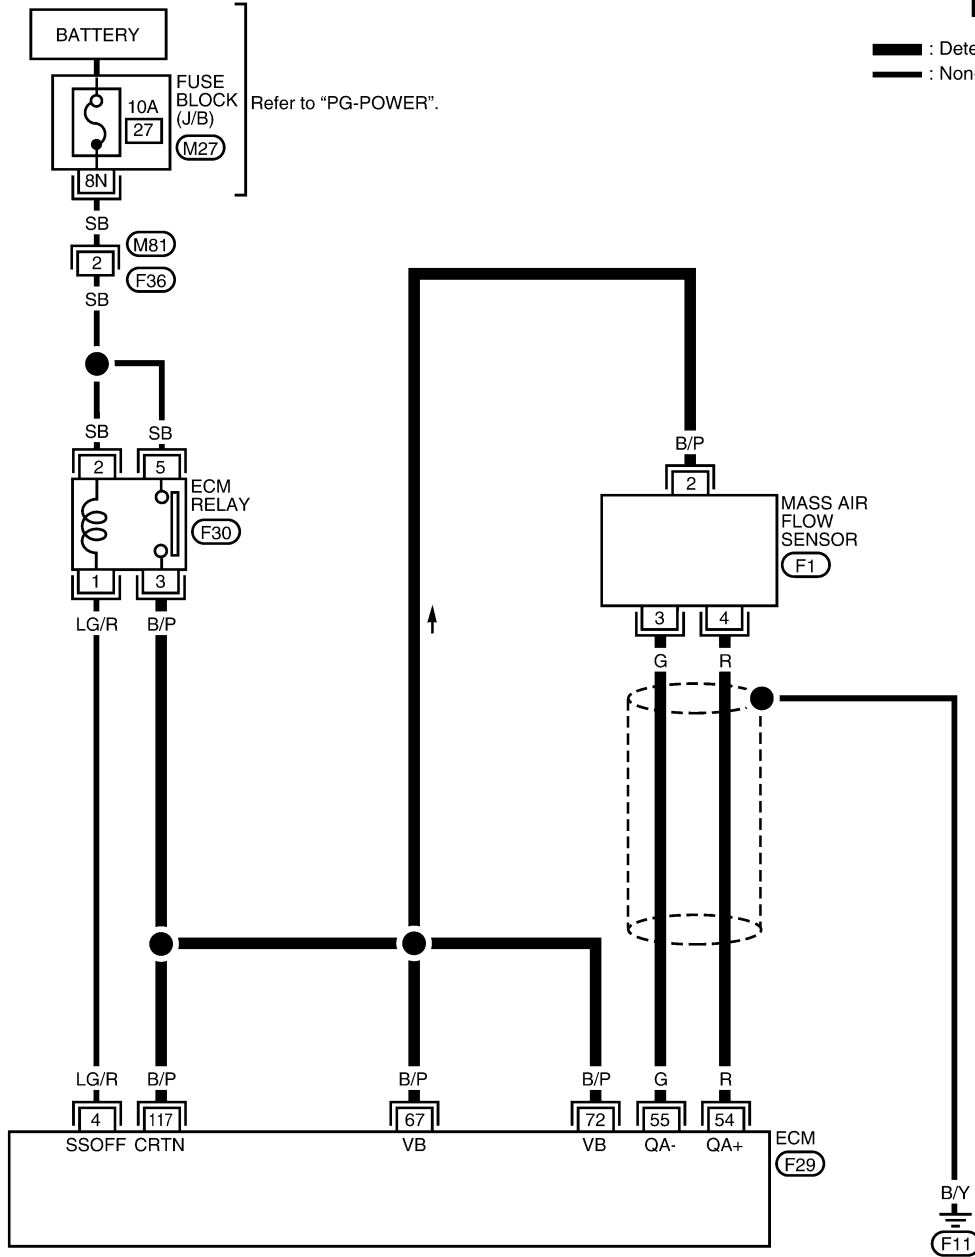 BATTERY
: Dete
: Non
FUSE
BLOCK
(J/B)
Refer to “PG-POWER”.
10A
27
M27
8N
SB
M81
2
F36
SB
SB SB
2 5
ECM
RELAY
F30
1 3
LG/R B/P
B/P
2
MASS AIR
FLOW
SENSOR
F1
3 4
G R
LG/R B/P B/P B/P G R
4 117 67 72 55 54
SSOFF CRTN VB VB QA- QA+
ECM
F29
B/Y
F11